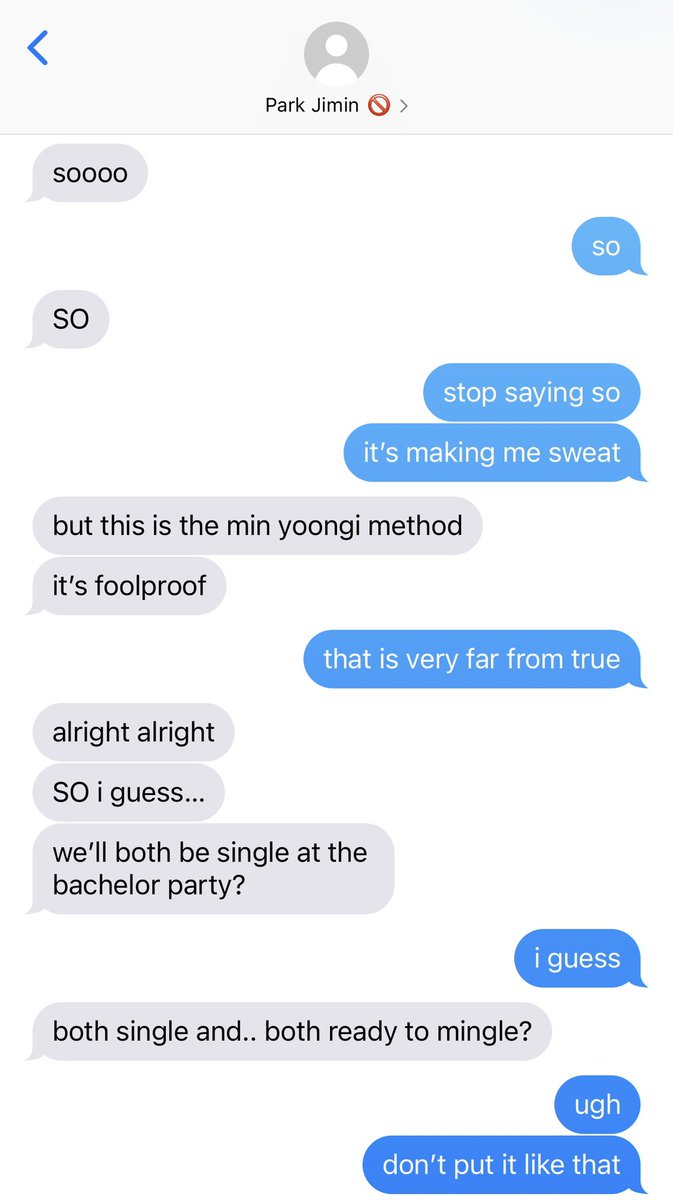 Park Jimin 🚫
soooo
so
SO
stop saying so
it's making me sweat
but this is the min yoongi method
it's foolproof
that is very far from true
alright alright
SO i guess...
we'll both be single at the
bachelor party?
i guess
both single and.. both ready to mingle?
ugh
don't put it like that